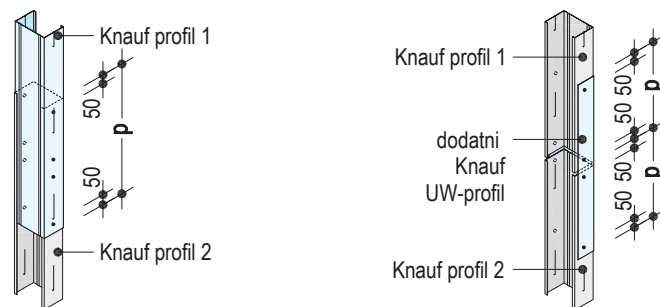 Knauf profil 1
50
p
50
Knauf profil 2
Knauf profil 1
50 50
p
dodatni
Knauf
UW-profil
50 50
p
Knauf profil 2